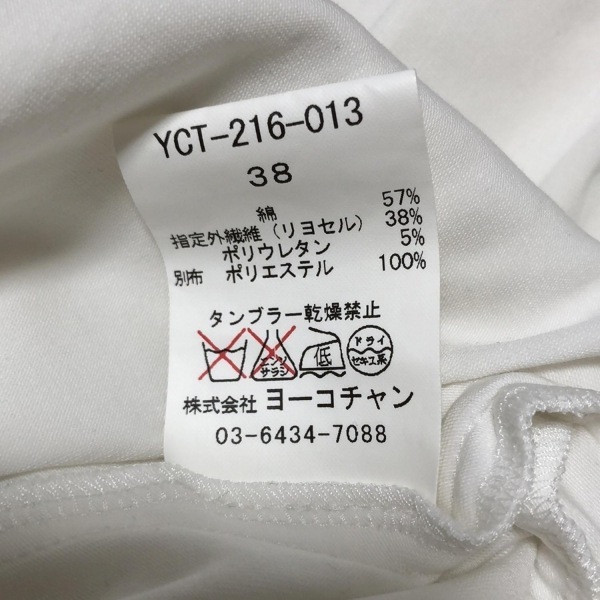 YCT-216-013
38
綿 57%
指定外繊維（リヨセル） 38%
ポリウレタン 5%
別布 ポリエステル 100%
タンブラー乾燥禁止
エンソ サラシ 低 ドライ セキユ系
株式会社 ヨーコチャン
03-6434-7088